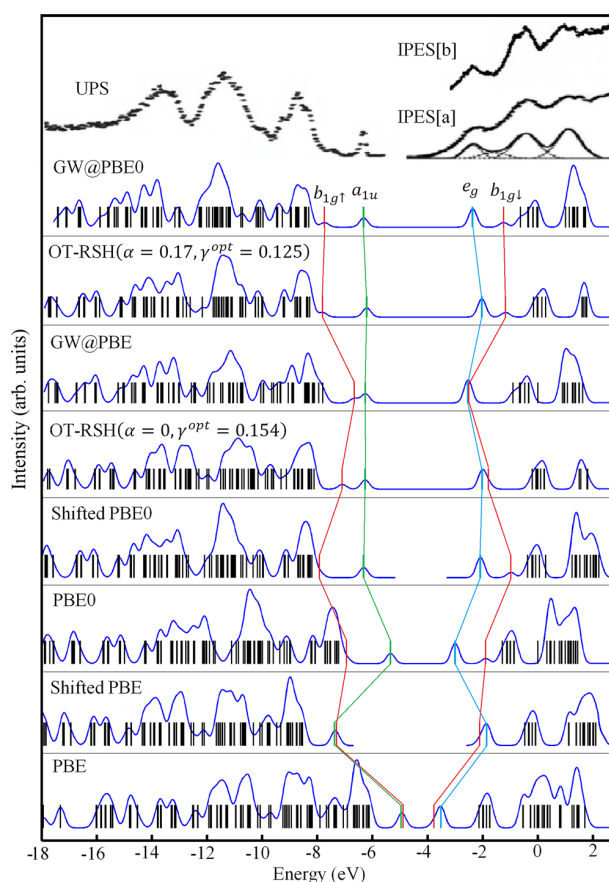 IPES[b]
UPS
IPES[a]
GW@PBE0
b1g↑ a1u eg b1g↓
OT-RSH(α = 0.17, γ^opt = 0.125)
GW@PBE
OT-RSH(α = 0, γ^opt = 0.154)
Shifted PBE0
PBE0
Shifted PBE
PBE
Intensity (arb. units)
-18 -16 -14 -12 -10 -8 -6 -4 -2 0 2
Energy (eV)